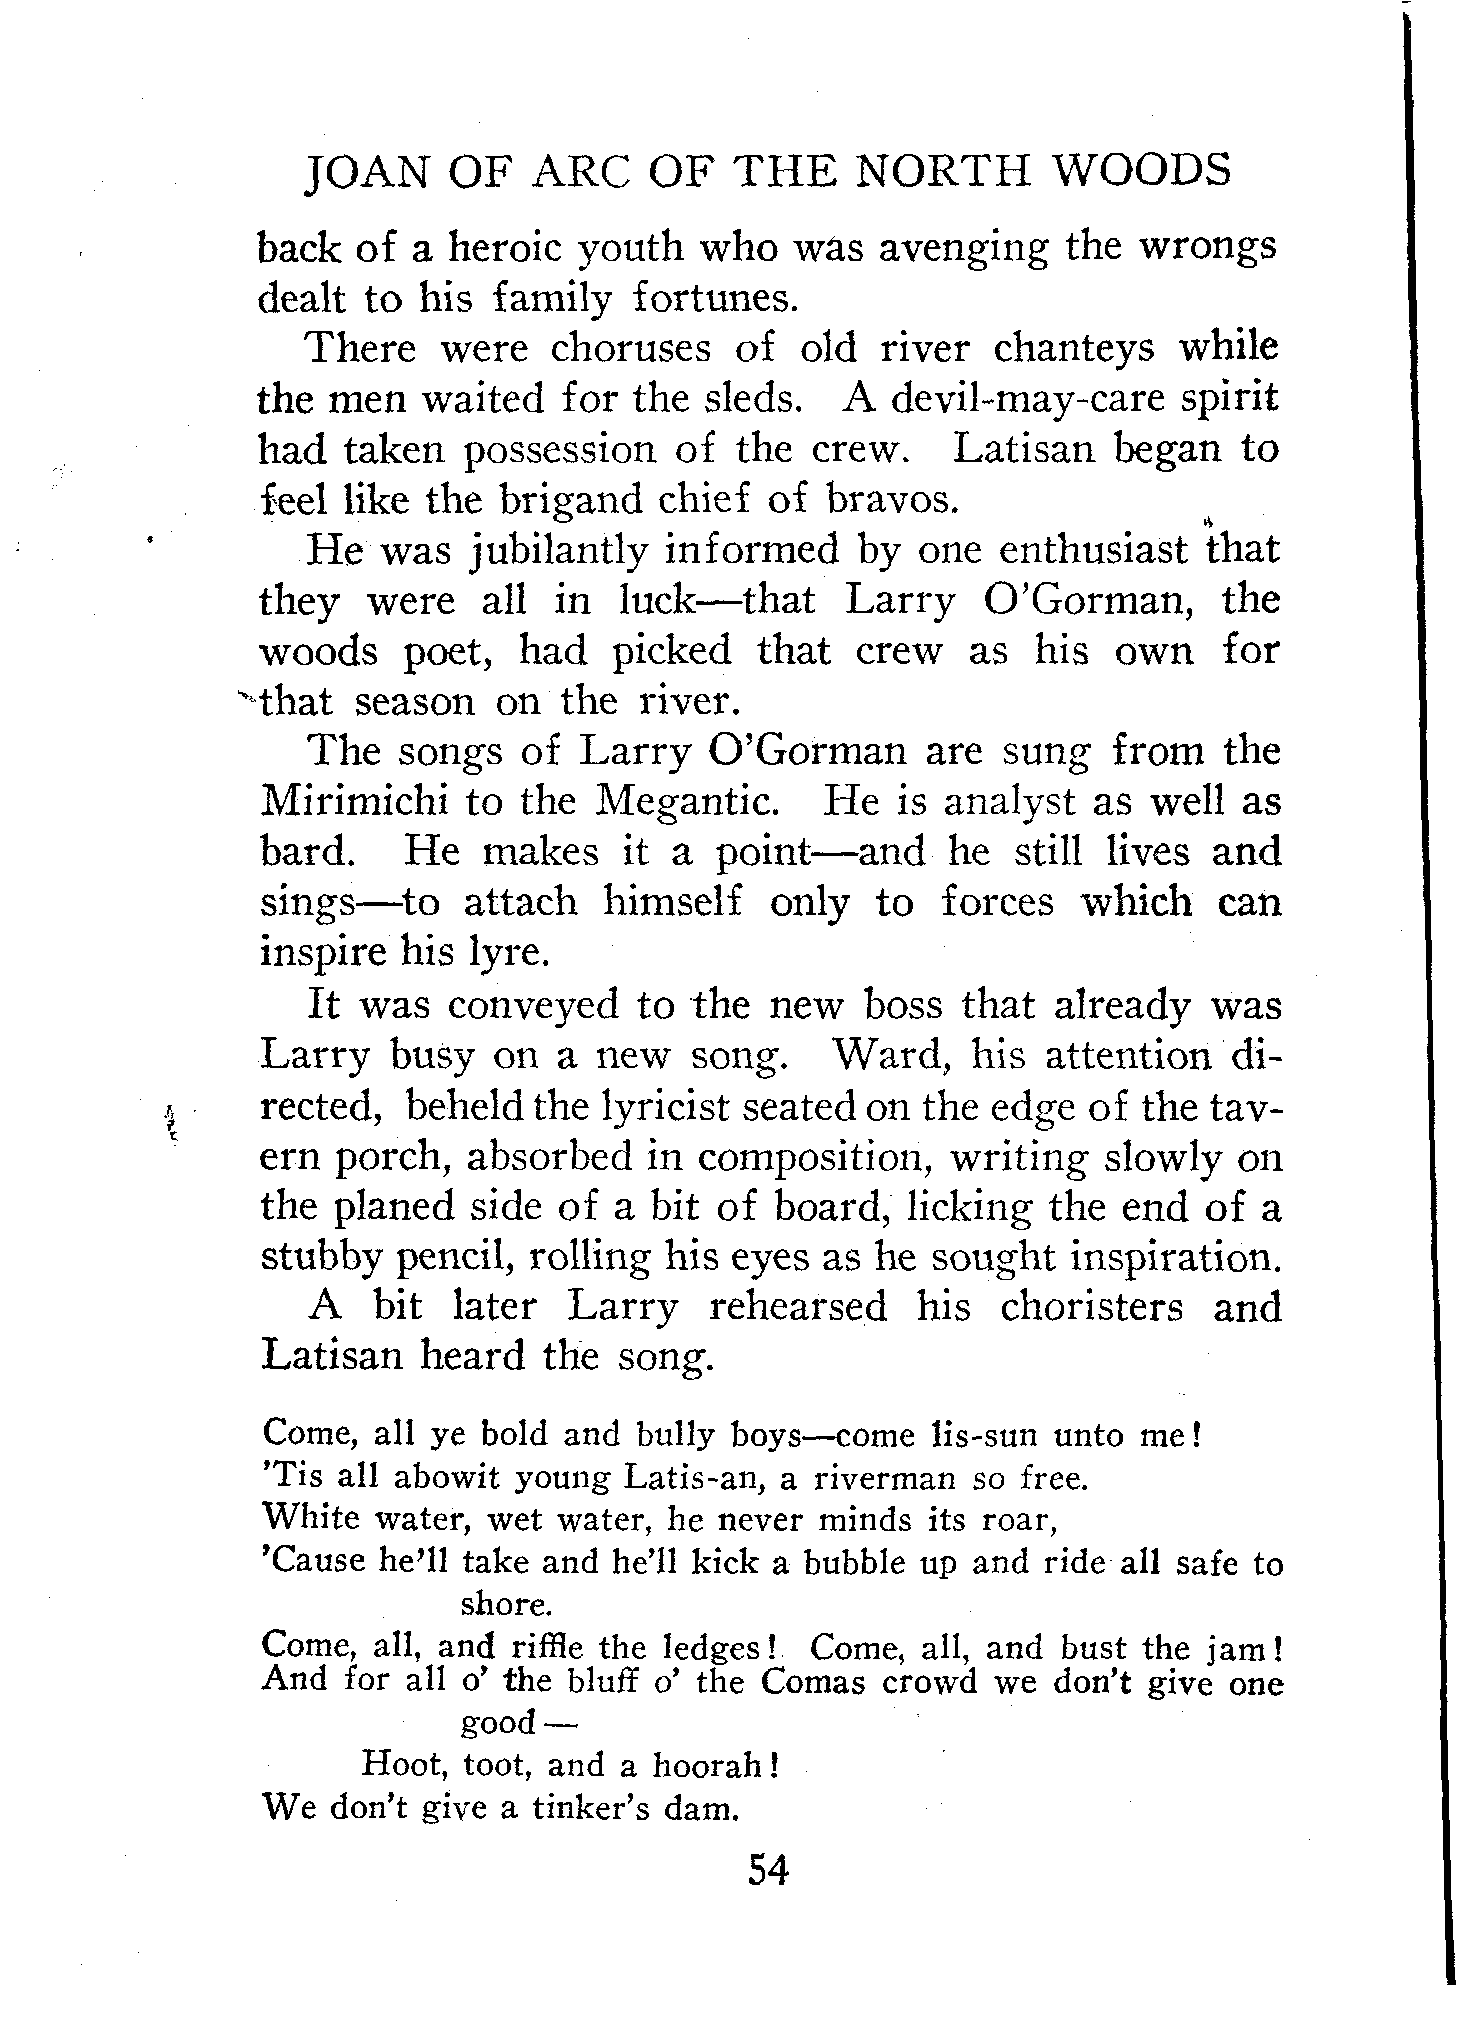 JOAN OF ARC OF THE NORTH WOODS
back of a heroic youth who was avenging the wrongs
dealt to his family fortunes.
There were choruses of old river chanteys while
the men waited for the sleds. A devil-may-care spirit
had taken possession of the crew. Latisan began to
feel like the brigand chief of bravos.
He was jubilantly informed by one enthusiast that
they were all in luck—that Larry O'Gorman, the
woods poet, had picked that crew as his own for
that season on the river.
The songs of Larry O'Gorman are sung from the
Mirimichi to the Megantic. He is analyst as well as
bard. He makes it a point—and he still lives and
sings—to attach himself only to forces which can
inspire his lyre.
It was conveyed to the new boss that already was
Larry busy on a new song. Ward, his attention di-
rected, beheld the lyricist seated on the edge of the tav-
ern porch, absorbed in composition, writing slowly on
the planed side of a bit of board, licking the end of a
stubby pencil, rolling his eyes as he sought inspiration.
A bit later Larry rehearsed his choristers and
Latisan heard the song.
Come, all ye bold and bully boys—come lis-sun unto me!
'Tis all abowit young Latis-an, a riverman so free.
White water, wet water, he never minds its roar,
'Cause he'll take and he'll kick a bubble up and ride all safe to
shore.
Come, all, and riffle the ledges! Come, all, and bust the jam!
And for all o' the bluff o' the Comas crowd we don't give one
good—
Hoot, toot, and a hoorah!
We don't give a tinker's dam.
54